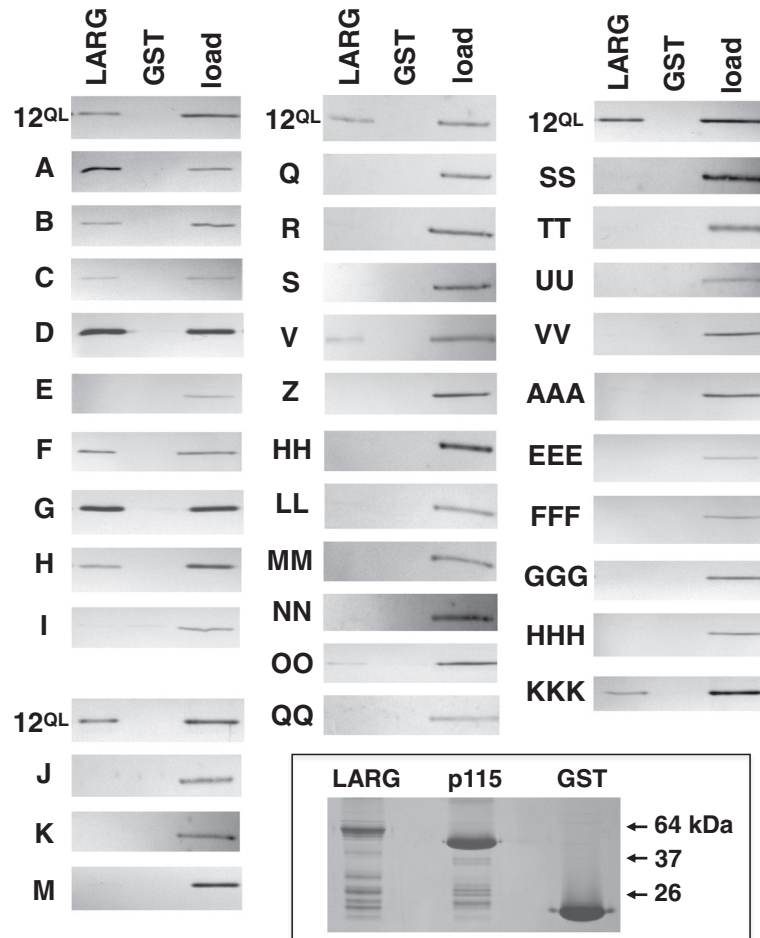 LARG GST load
12QL
A
B
C
D
E
F
G
H
I
12QL
J
K
M
LARG GST load
12QL
Q
R
S
V
Z
HH
LL
MM
NN
OO
QQ
LARG GST load
12QL
SS
TT
UU
VV
AAA
EEE
FFF
GGG
HHH
KKK
LARG p115 GST
← 64 kDa
← 37
← 26